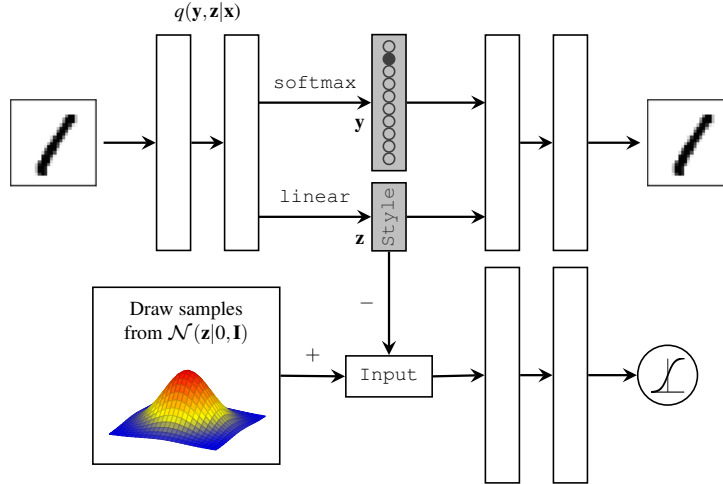 q(y, z|x)
softmax
y
linear
z
Style
−
Draw samples
from 𝒩(z|0, I)
+
Input